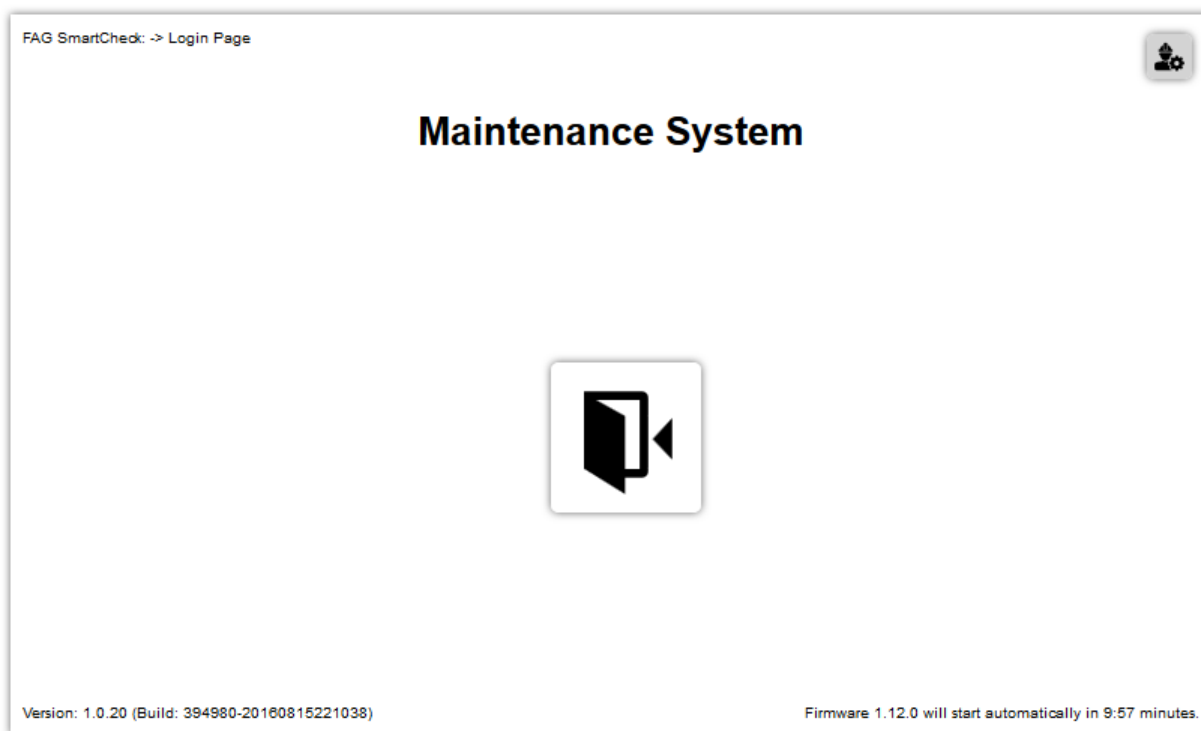 FAG SmartCheck: -> Login Page
Maintenance System
Version: 1.0.20 (Build: 394980-20160815221038)
Firmware 1.12.0 will start automatically in 9:57 minutes.